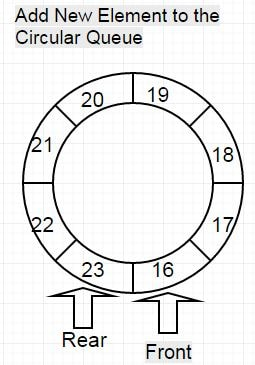 Add New Element to the
Circular Queue
20 19
21 18
22 17
23 16
Rear
Front